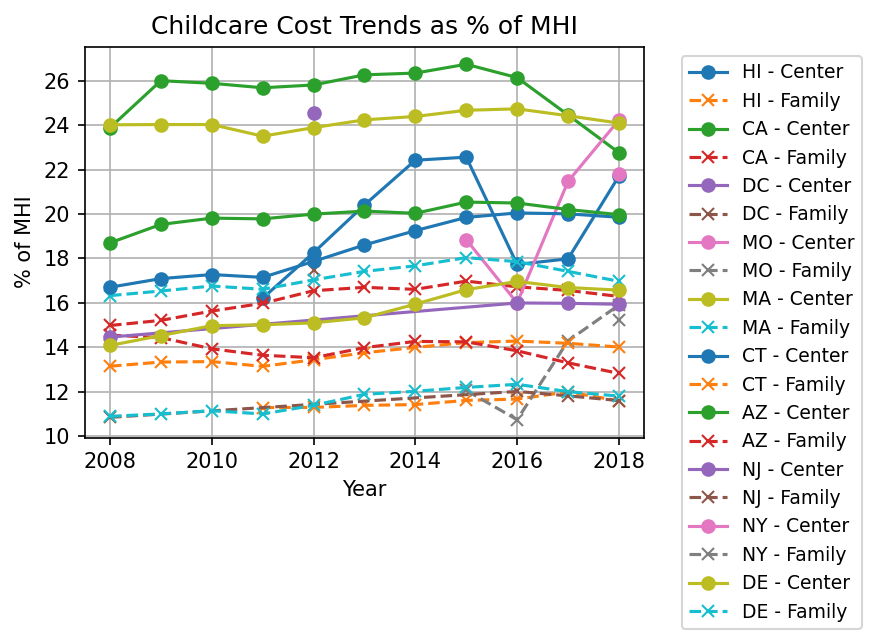 Childcare Cost Trends as % of MHI
% of MHI
26
24
22
20
18
16
14
12
10
2008 2010 2012 2014 2016 2018
Year
HI - Center
HI - Family
CA - Center
CA - Family
DC - Center
DC - Family
MO - Center
MO - Family
MA - Center
MA - Family
CT - Center
CT - Family
AZ - Center
AZ - Family
NJ - Center
NJ - Family
NY - Center
NY - Family
DE - Center
DE - Family